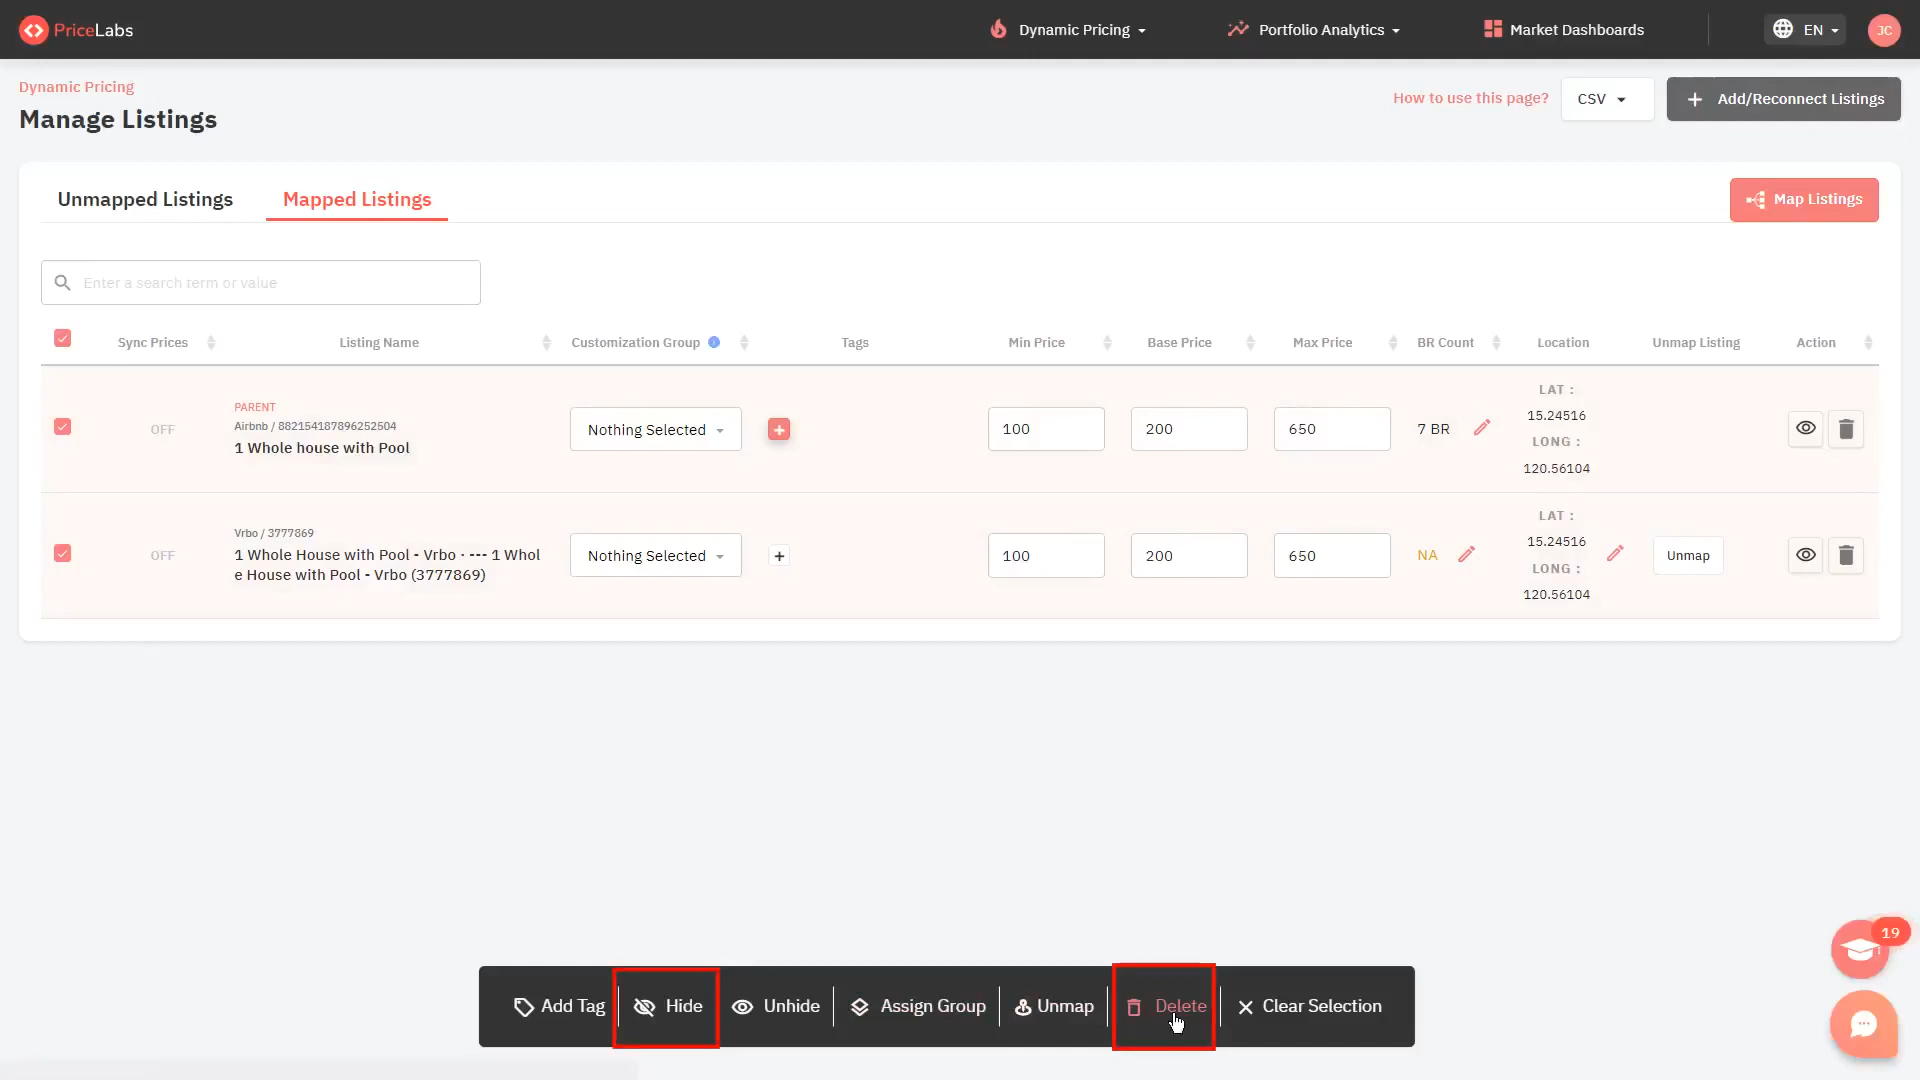 PriceLabs
Dynamic Pricing
Portfolio Analytics
Market Dashboards
EN
JC
Dynamic Pricing
Manage Listings
How to use this page?
CSV
Add/Reconnect Listings
Unmapped Listings
Mapped Listings
Map Listings
Enter a search term or value
Sync Prices
Listing Name
Customization Group
Tags
Min Price
Base Price
Max Price
BR Count
Location
Unmap Listing
Action
OFF
PARENT
Airbnb / 882154187896252504
1 Whole house with Pool
Nothing Selected
100
200
650
7 BR
LAT :
15.24516
LONG :
120.56104
OFF
Vrbo / 3777869
1 Whole House with Pool - Vrbo · --- 1 Whol
e House with Pool - Vrbo (3777869)
Nothing Selected
100
200
650
NA
LAT :
15.24516
LONG :
120.56104
Unmap
19
Add Tag
Hide
Unhide
Assign Group
Unmap
Delete
Clear Selection